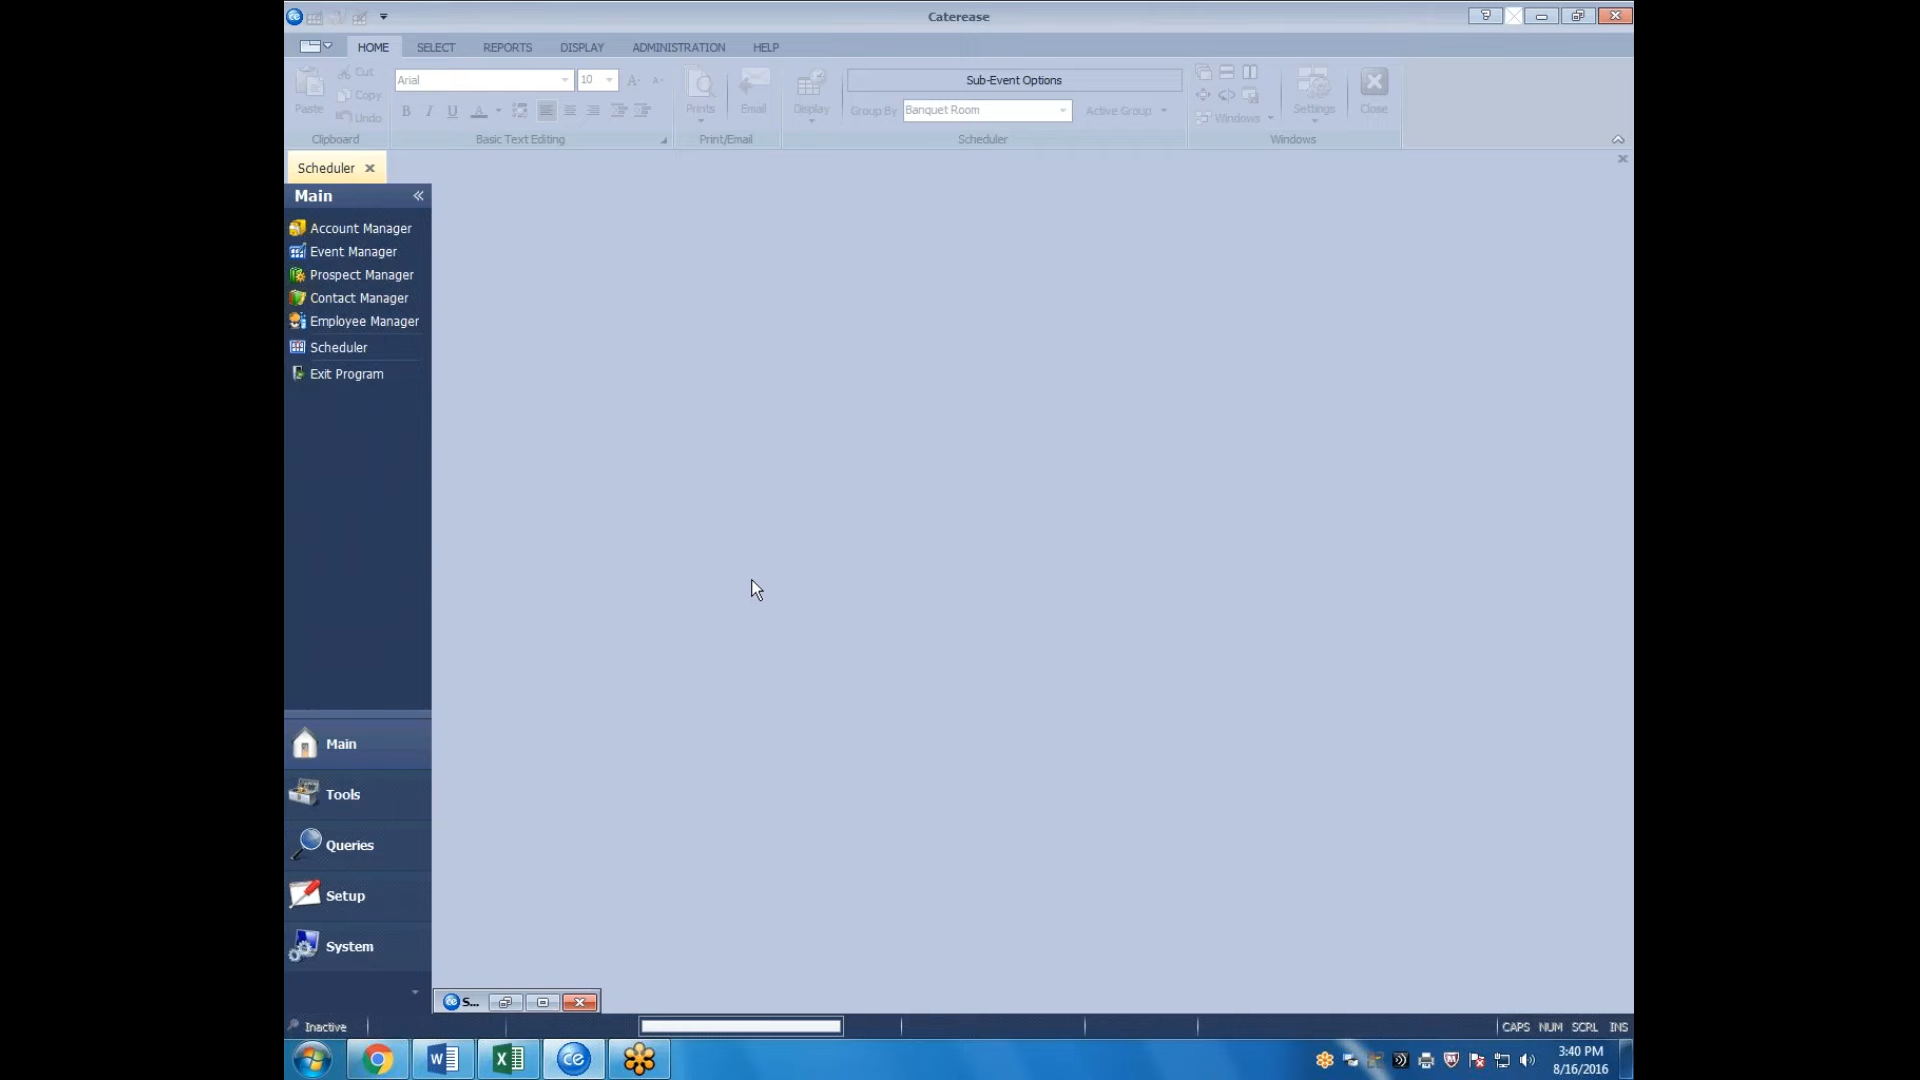 Caterease
HOME SELECT REPORTS DISPLAY ADMINISTRATION HELP
Paste
Cut
Copy
Undo
Clipboard
Arial 10
B I U A
Basic Text Editing
Prints
Email
Print/Email
Display
Sub-Event Options
Group By Banquet Room Active Group
Scheduler
Windows
Settings
Close
Windows
Scheduler
Main
Account Manager
Event Manager
Prospect Manager
Contact Manager
Employee Manager
Scheduler
Exit Program
Main
Tools
Queries
Setup
System
ce S...
Inactive
CAPS NUM SCRL INS
ce
3:40 PM
8/16/2016